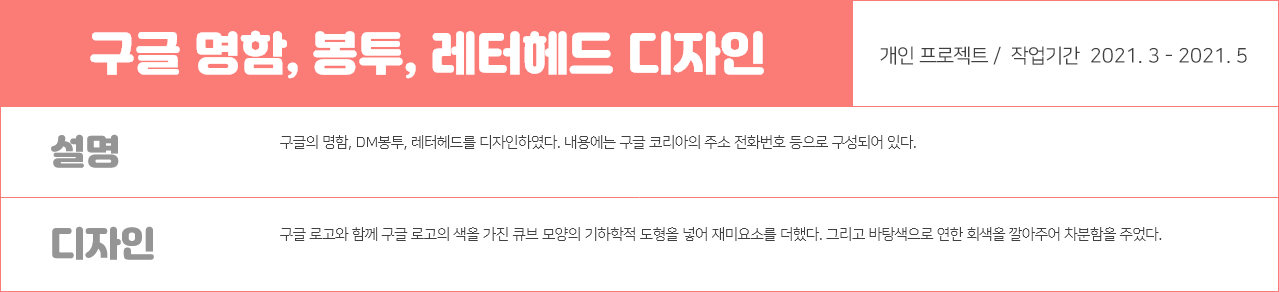 구글 명함, 봉투, 레터헤드 디자인
개인 프로젝트 / 작업기간 2021. 3 - 2021. 5
설명
구글의 명함, DM봉투, 레터헤드를 디자인하였다. 내용에는 구글 코리아의 주소 전화번호 등으로 구성되어 있다.
디자인
구글 로고와 함께 구글 로고의 색을 가진 큐브 모양의 기하학적 도형을 넣어 재미요소를 더했다. 그리고 바탕색으로 연한 회색을 깔아주어 차분함을 주었다.